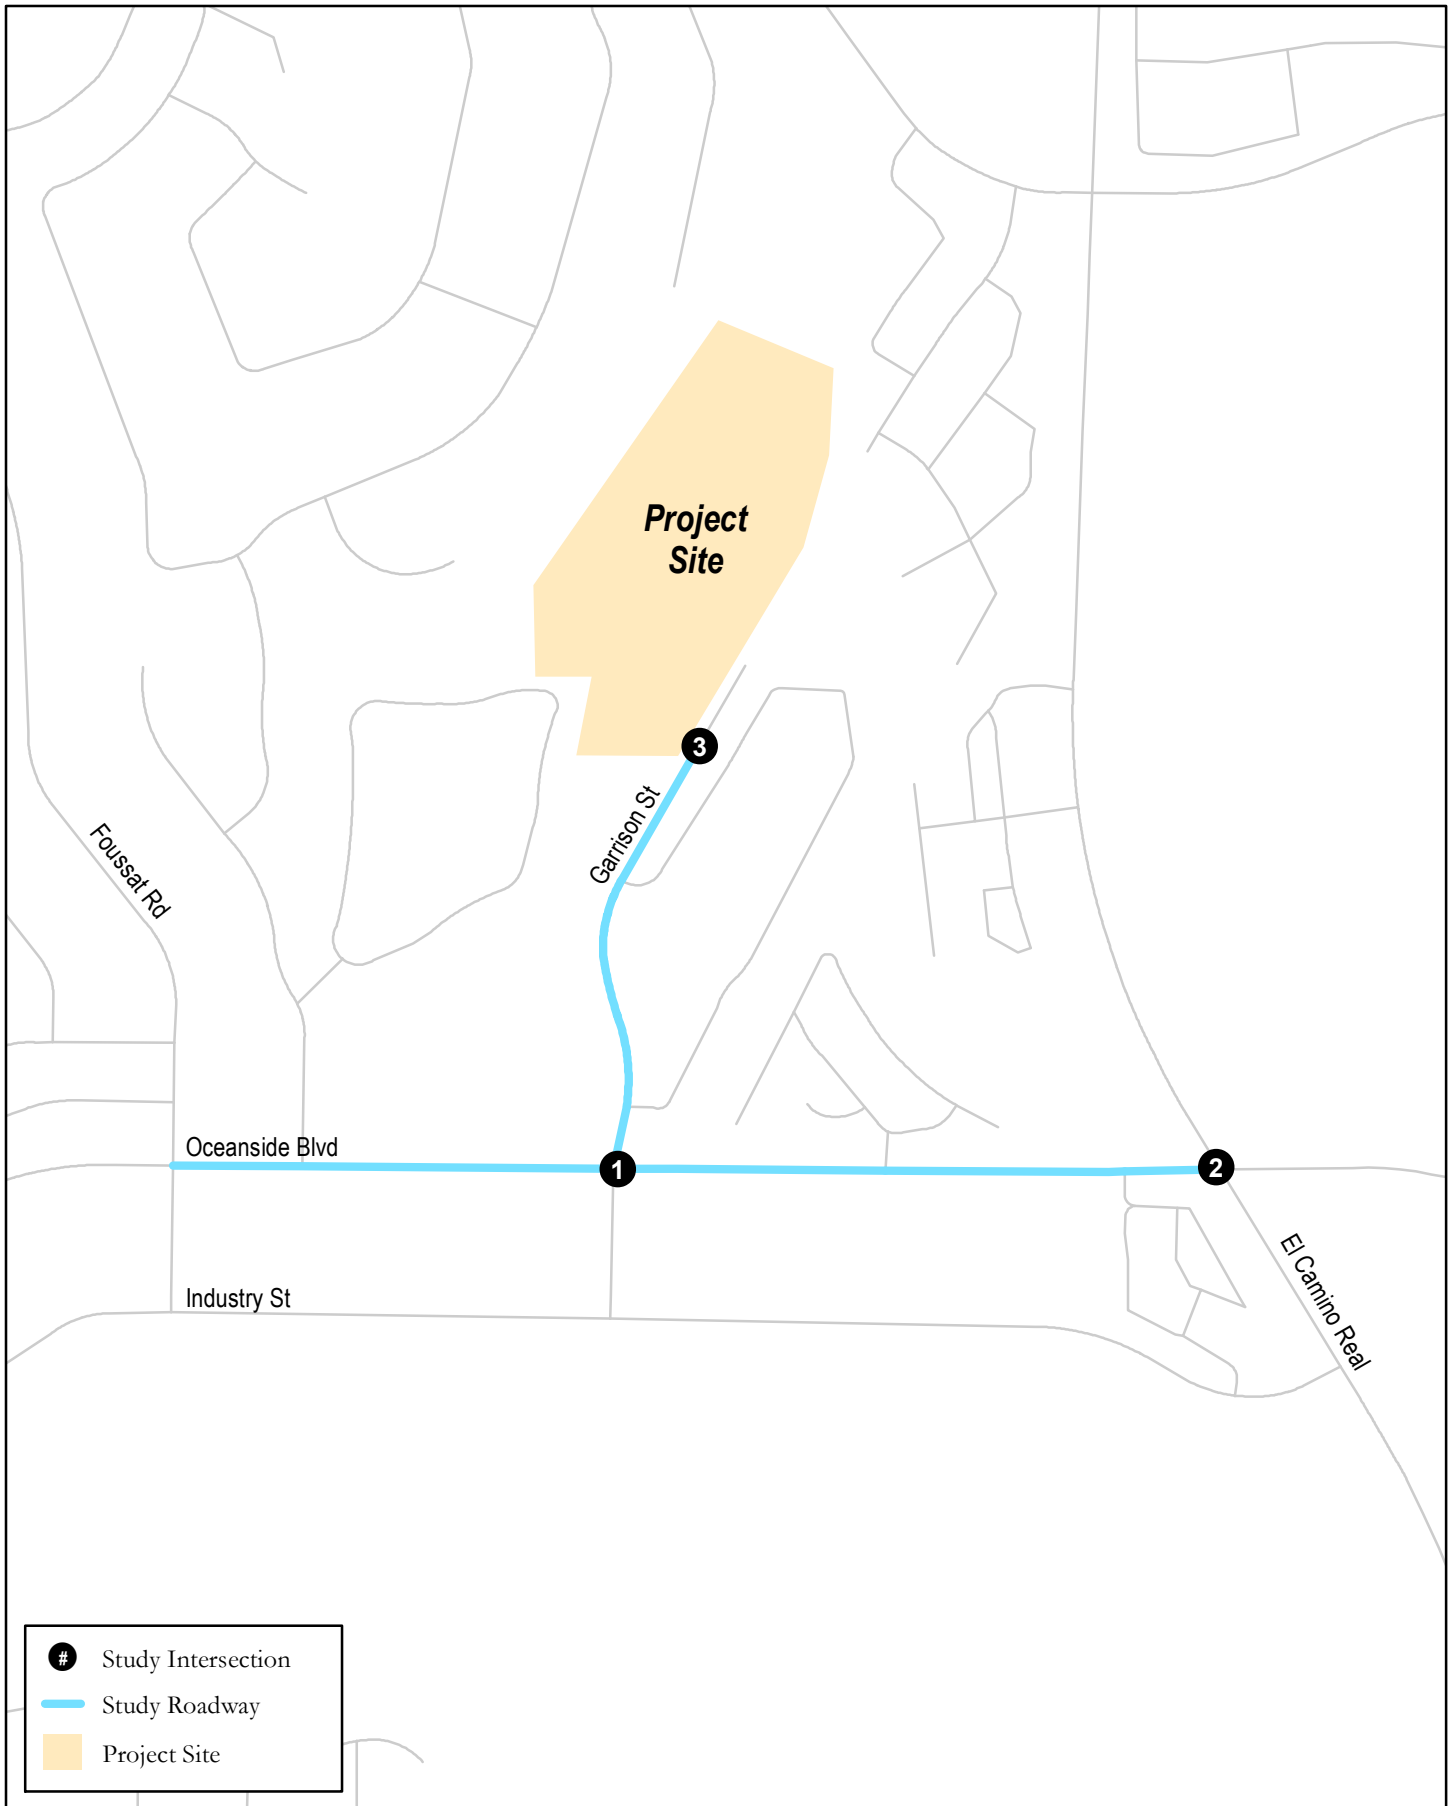 Project
Site
3
Garrison St
Foussat Rd
Oceanside Blvd
1
2
El Camino Real
Industry St
# Study Intersection
Study Roadway
Project Site